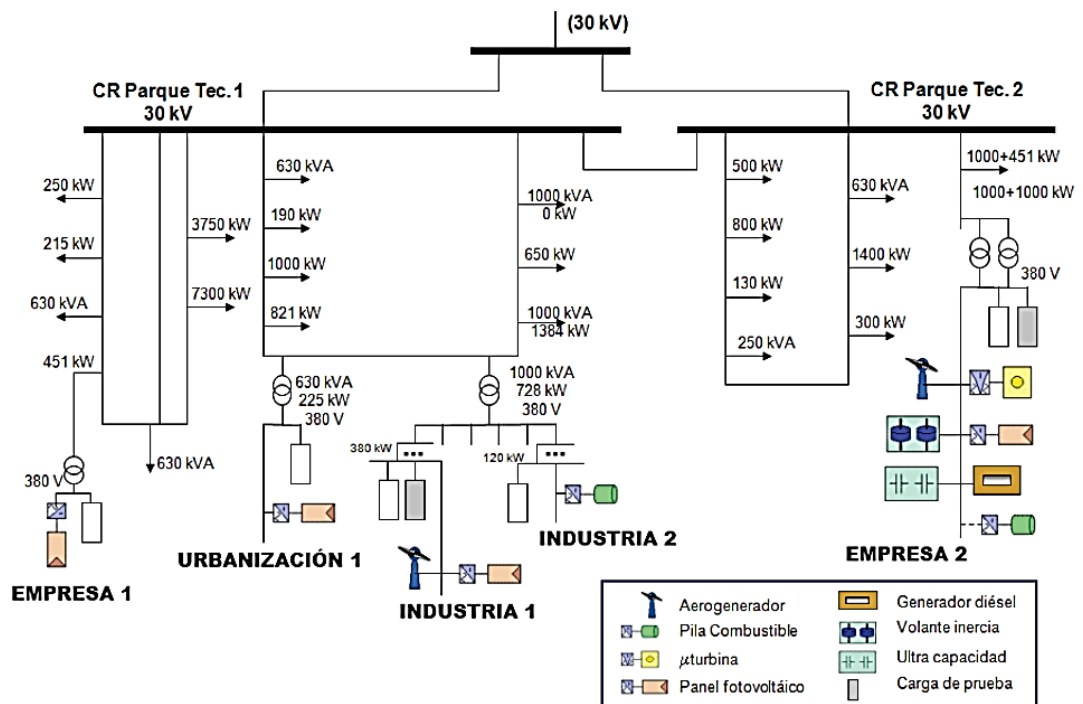 (30 kV)
CR Parque Tec. 1
30 kV
CR Parque Tec. 2
30 kV
250 kW
215 kW
630 kVA
451 kW
380 V
3750 kW
7300 kW
630 kVA
630 kVA
190 kW
1000 kW
821 kW
630 kVA
225 kW
380 V
1000 kVA
0 kW
650 kW
1000 kVA
1384 kW
1000 kVA
728 kW
380 V
380 kW
120 kW
500 kW
800 kW
130 kW
250 kVA
630 kVA
1400 kW
300 kW
1000+451 kW
1000+1000 kW
380 V
EMPRESA 1
URBANIZACIÓN 1
INDUSTRIA 1
INDUSTRIA 2
EMPRESA 2
Aerogenerador
Pila Combustible
µturbina
Panel fotovoltáico
Generador diésel
Volante inercia
Ultra capacidad
Carga de prueba